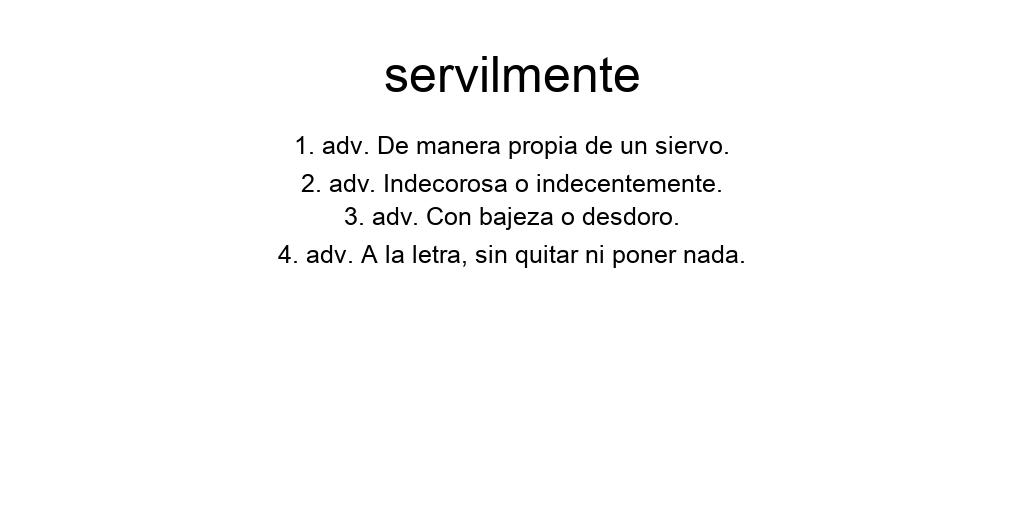 servilmente
1. adv. De manera propia de un siervo.
2. adv. Indecorosa o indecentemente.
3. adv. Con bajeza o desdoro.
4. adv. A la letra, sin quitar ni poner nada.